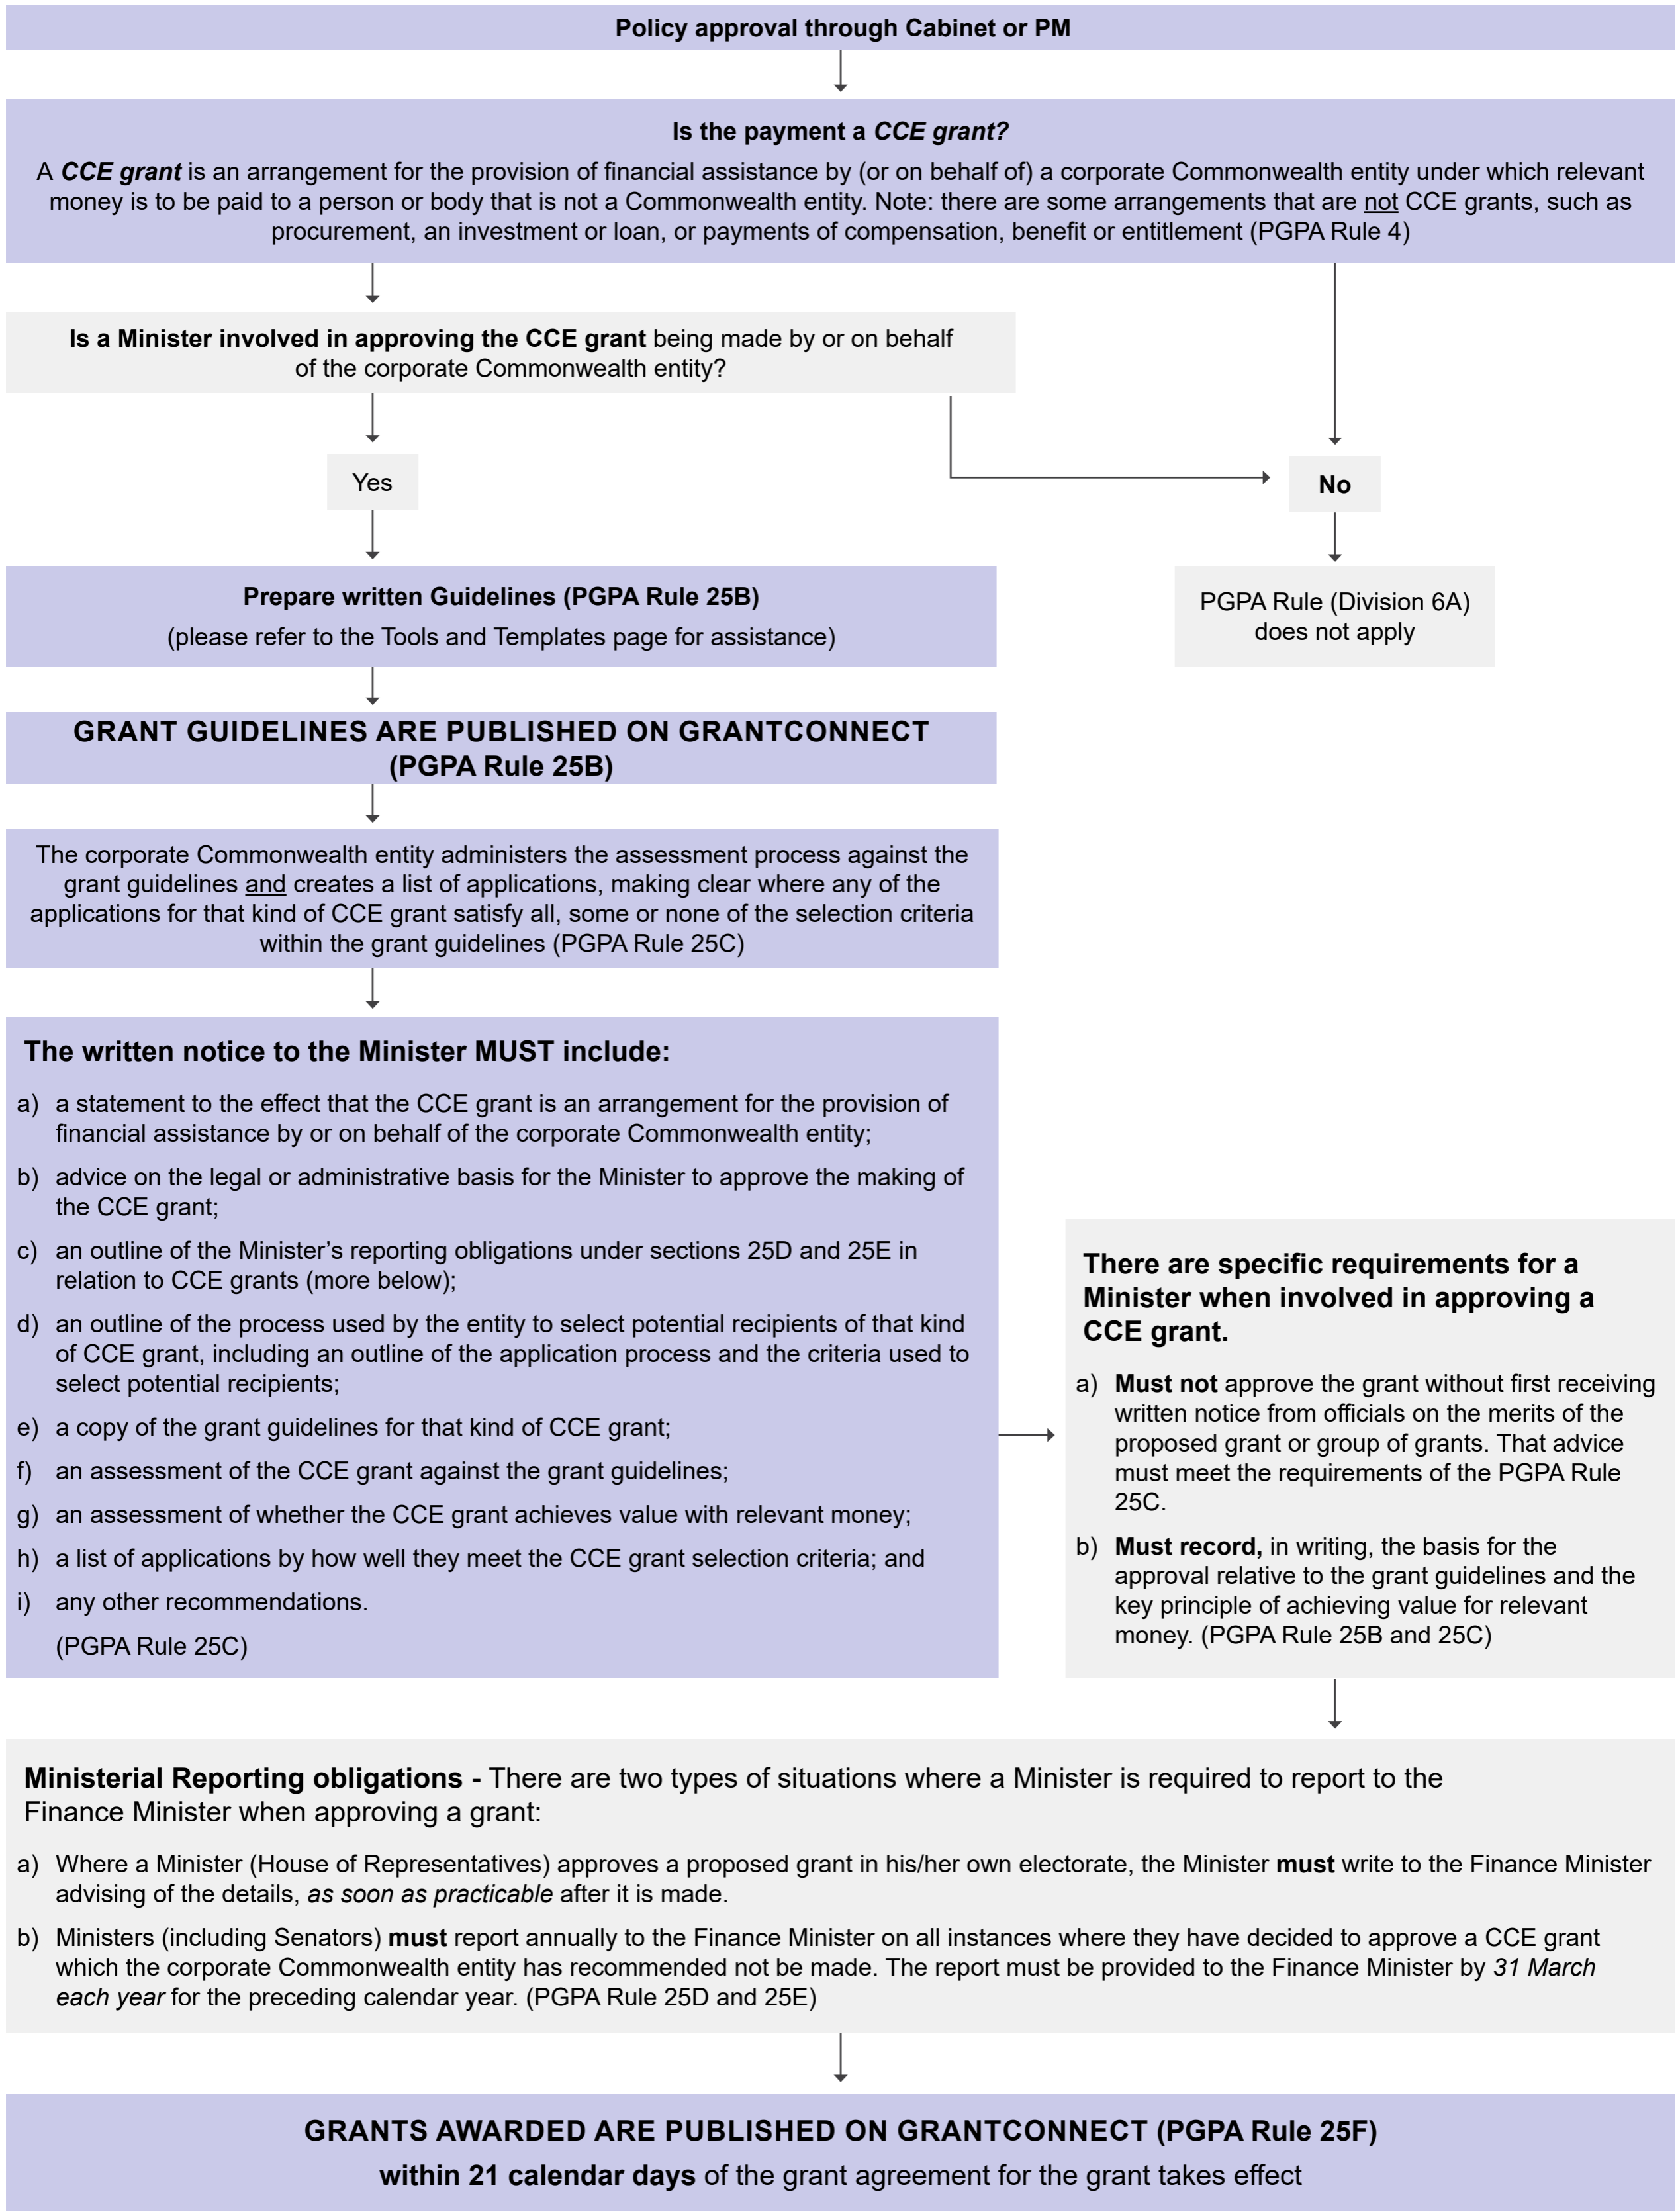 Policy approval through Cabinet or PM
Is the payment a CCE grant?
A CCE grant is an arrangement for the provision of financial assistance by (or on behalf of) a corporate Commonwealth entity under which relevant
money is to be paid to a person or body that is not a Commonwealth entity. Note: there are some arrangements that are not CCE grants, such as
procurement, an investment or loan, or payments of compensation, benefit or entitlement (PGPA Rule 4)
Is a Minister involved in approving the CCE grant being made by or on behalf
of the corporate Commonwealth entity?
Yes
No
Prepare written Guidelines (PGPA Rule 25B)
(please refer to the Tools and Templates page for assistance)
PGPA Rule (Division 6A)
does not apply
GRANT GUIDELINES ARE PUBLISHED ON GRANTCONNECT
(PGPA Rule 25B)
The corporate Commonwealth entity administers the assessment process against the
grant guidelines and creates a list of applications, making clear where any of the
applications for that kind of CCE grant satisfy all, some or none of the selection criteria
within the grant guidelines (PGPA Rule 25C)
The written notice to the Minister MUST include:
a) a statement to the effect that the CCE grant is an arrangement for the provision of
financial assistance by or on behalf of the corporate Commonwealth entity;
b) advice on the legal or administrative basis for the Minister to approve the making of
the CCE grant;
c) an outline of the Minister’s reporting obligations under sections 25D and 25E in
relation to CCE grants (more below);
d) an outline of the process used by the entity to select potential recipients of that kind
of CCE grant, including an outline of the application process and the criteria used to
select potential recipients;
e) a copy of the grant guidelines for that kind of CCE grant;
f) an assessment of the CCE grant against the grant guidelines;
g) an assessment of whether the CCE grant achieves value with relevant money;
h) a list of applications by how well they meet the CCE grant selection criteria; and
i) any other recommendations.
(PGPA Rule 25C)
There are specific requirements for a
Minister when involved in approving a
CCE grant.
a) Must not approve the grant without first receiving
written notice from officials on the merits of the
proposed grant or group of grants. That advice
must meet the requirements of the PGPA Rule
25C.
b) Must record, in writing, the basis for the
approval relative to the grant guidelines and the
key principle of achieving value for relevant
money. (PGPA Rule 25B and 25C)
Ministerial Reporting obligations - There are two types of situations where a Minister is required to report to the
Finance Minister when approving a grant:
a) Where a Minister (House of Representatives) approves a proposed grant in his/her own electorate, the Minister must write to the Finance Minister
advising of the details, as soon as practicable after it is made.
b) Ministers (including Senators) must report annually to the Finance Minister on all instances where they have decided to approve a CCE grant
which the corporate Commonwealth entity has recommended not be made. The report must be provided to the Finance Minister by 31 March
each year for the preceding calendar year. (PGPA Rule 25D and 25E)
GRANTS AWARDED ARE PUBLISHED ON GRANTCONNECT (PGPA Rule 25F)
within 21 calendar days of the grant agreement for the grant takes effect